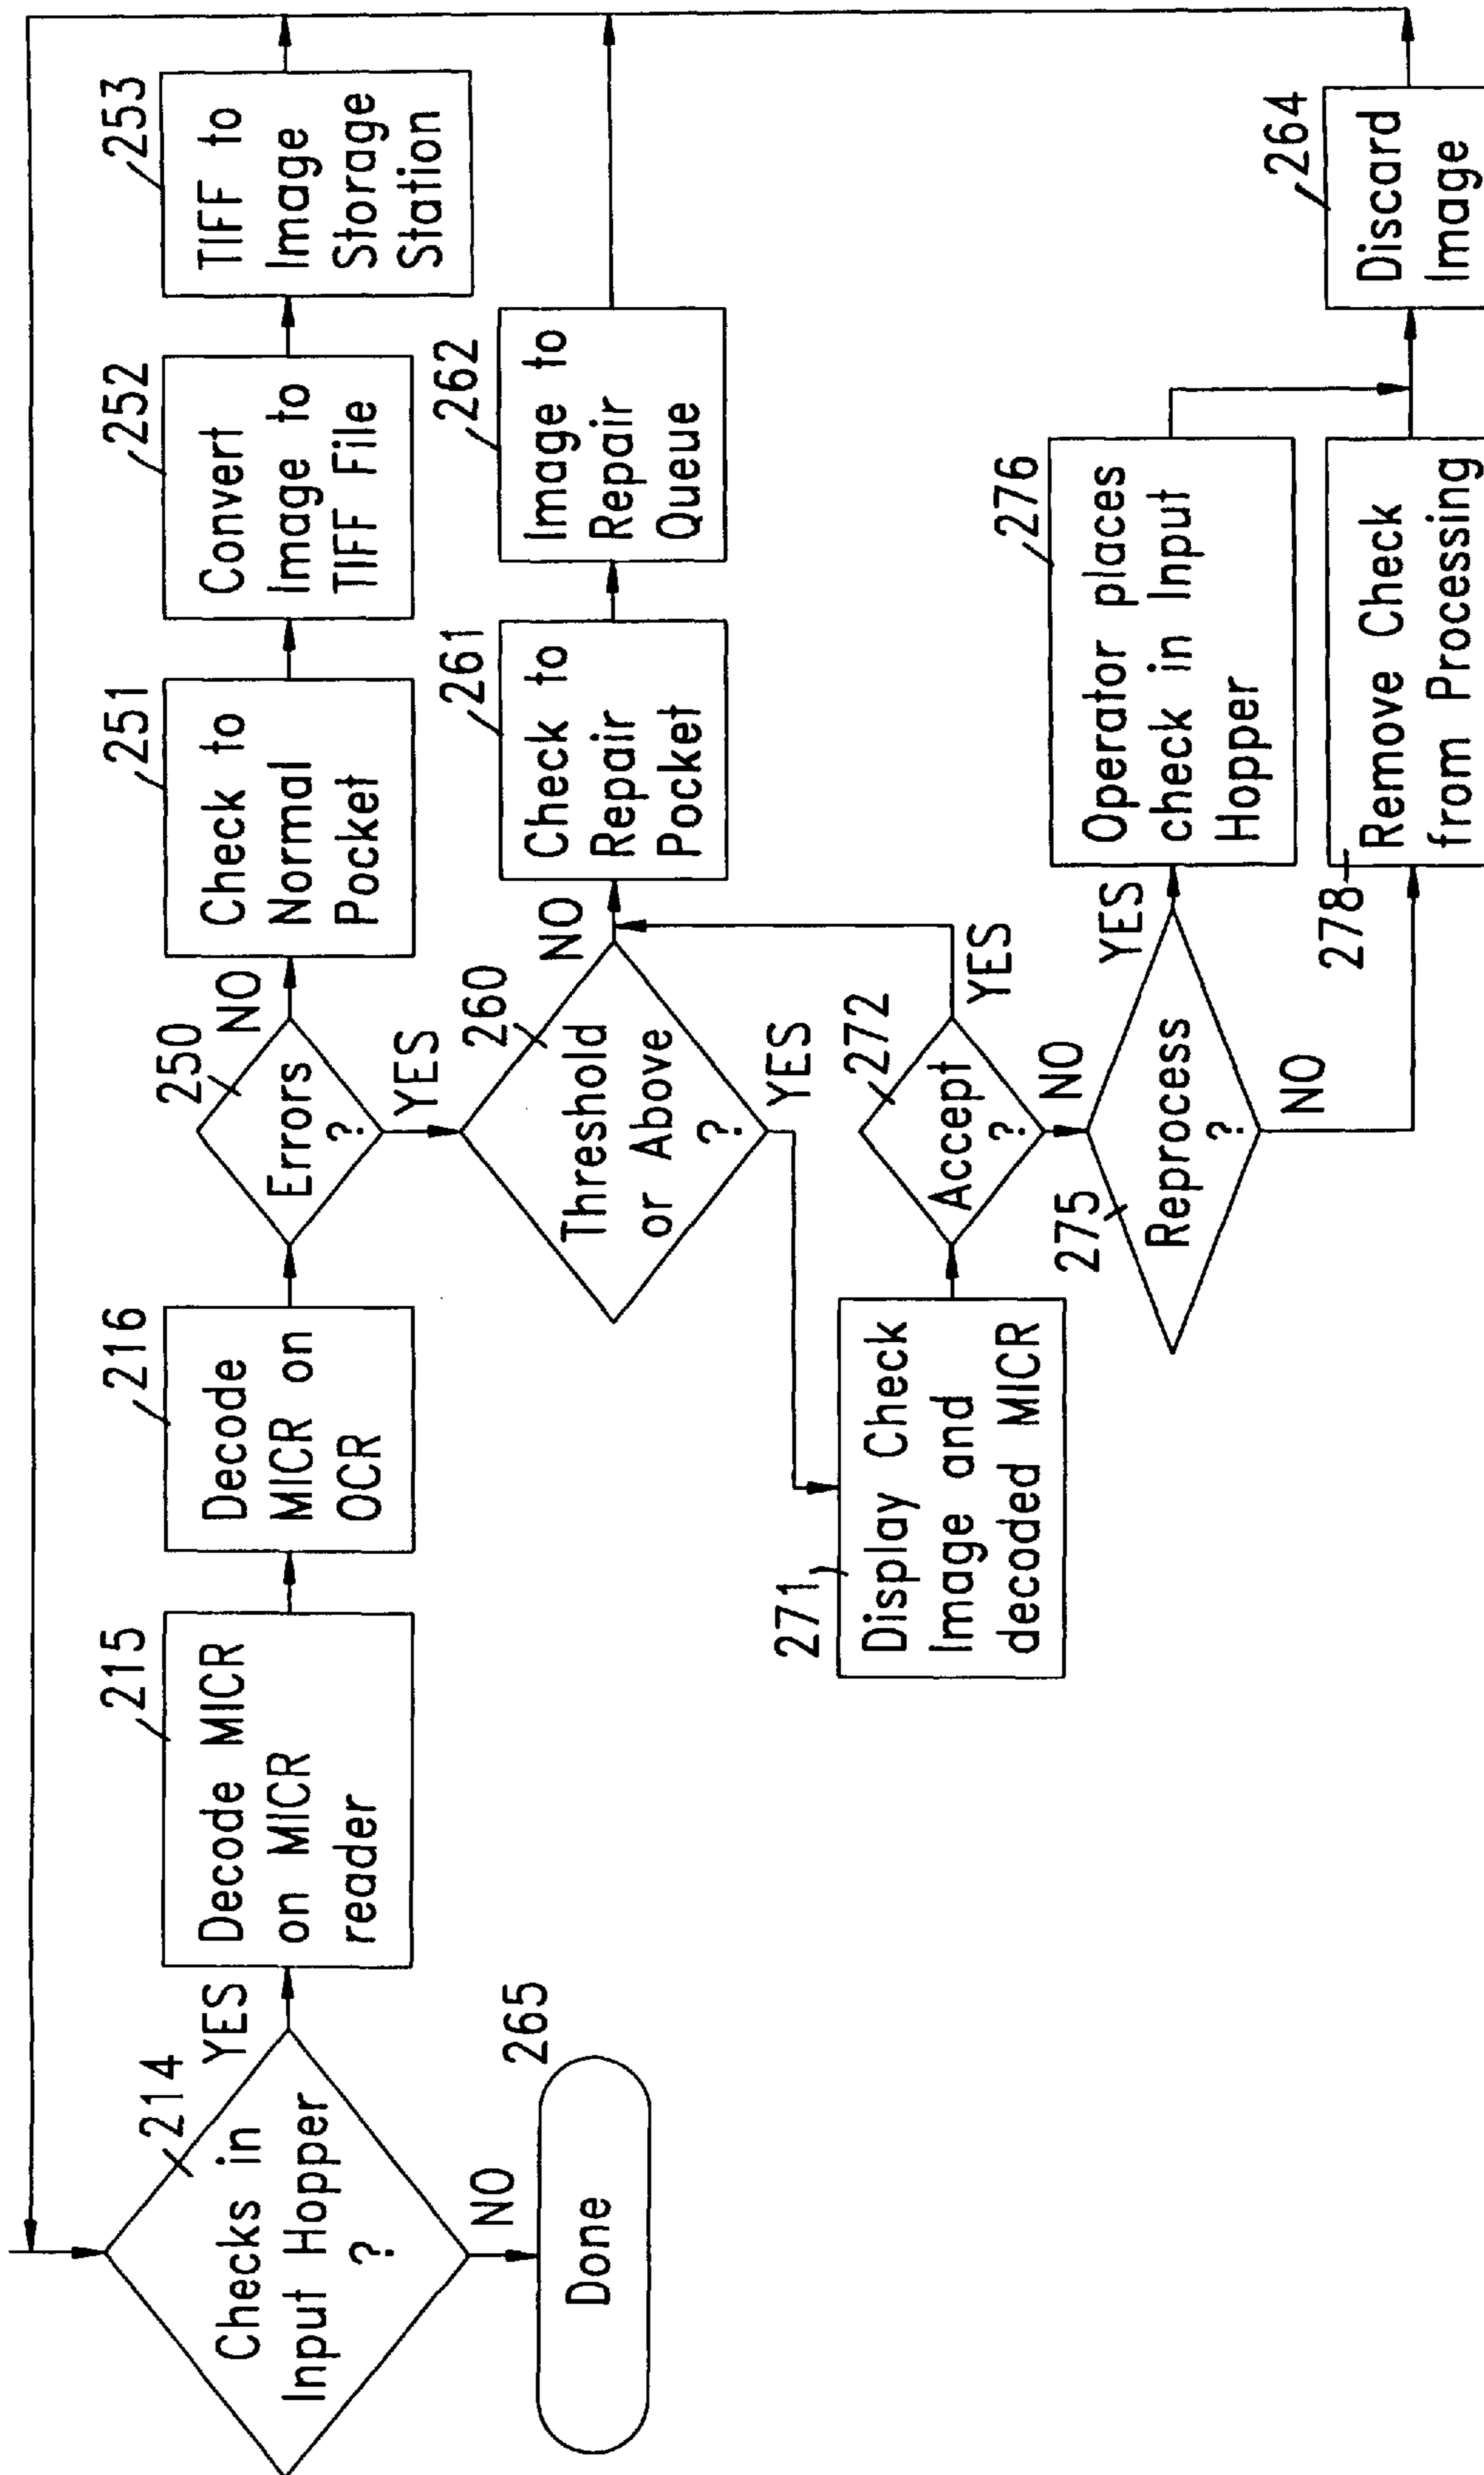 214
Checks in
Input Hopper
?
YES
NO
265
Done
215
Decode MICR
on MICR
reader
216
Decode
MICR on
OCR
250
Errors
?
NO
YES
251
Check to
Normal
Pocket
252
Convert
Image to
TIFF File
253
TIFF to
Image
Storage
Station
260
Threshold
or Above
?
NO
YES
261
Check to
Repair
Pocket
262
Image to
Repair
Queue
271
Display Check
Image and
decoded MICR
272
Accept
?
YES
NO
275
Reprocess
?
YES
NO
276
Operator places
check in Input
Hopper
278
Remove Check
from Processing
264
Discard
Image